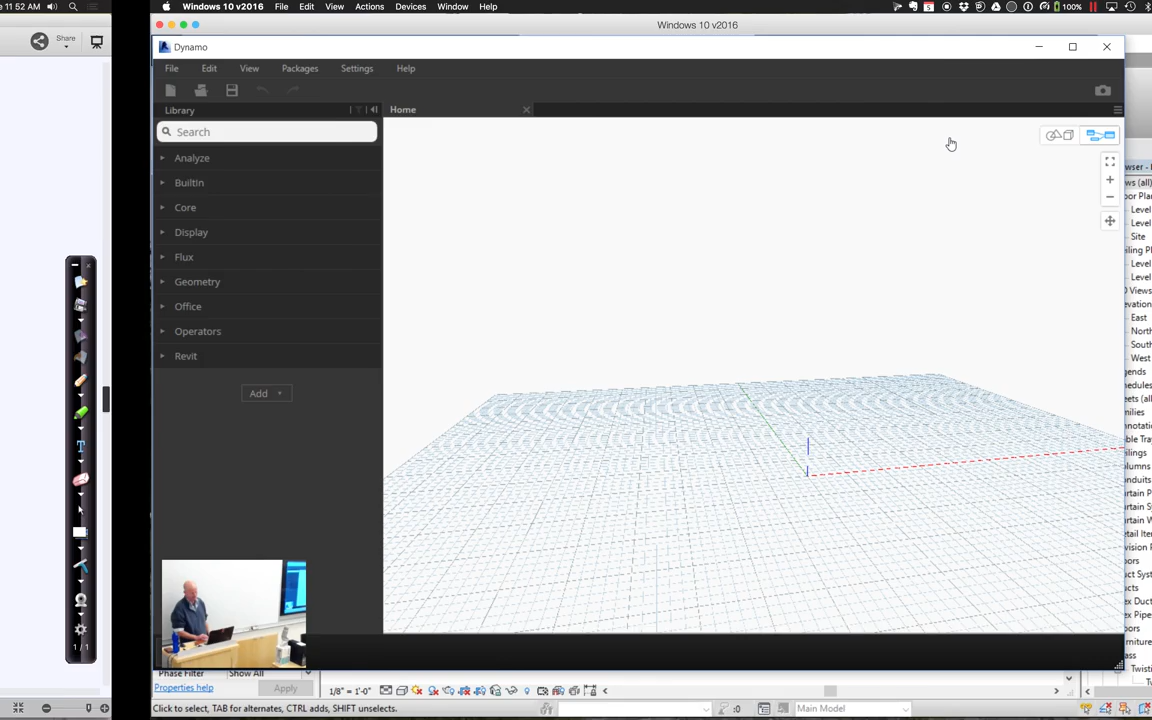 11:52 AM
Windows 10 v2016 File Edit View Actions Devices Window Help
100%
Share
Windows 10 v2016
Dynamo
File Edit View Packages Settings Help
Library
Home
Search
Analyze
BuiltIn
Core
Display
Flux
Geometry
Office
Operators
Revit
Add
1 / 1
Level
Level
Site
Level
Level
East
West
Phase Filter Show All
Properties help Apply
1/8" = 1'-0"
Click to select, TAB for alternates, CTRL adds, SHIFT unselects.
:0
Main Model